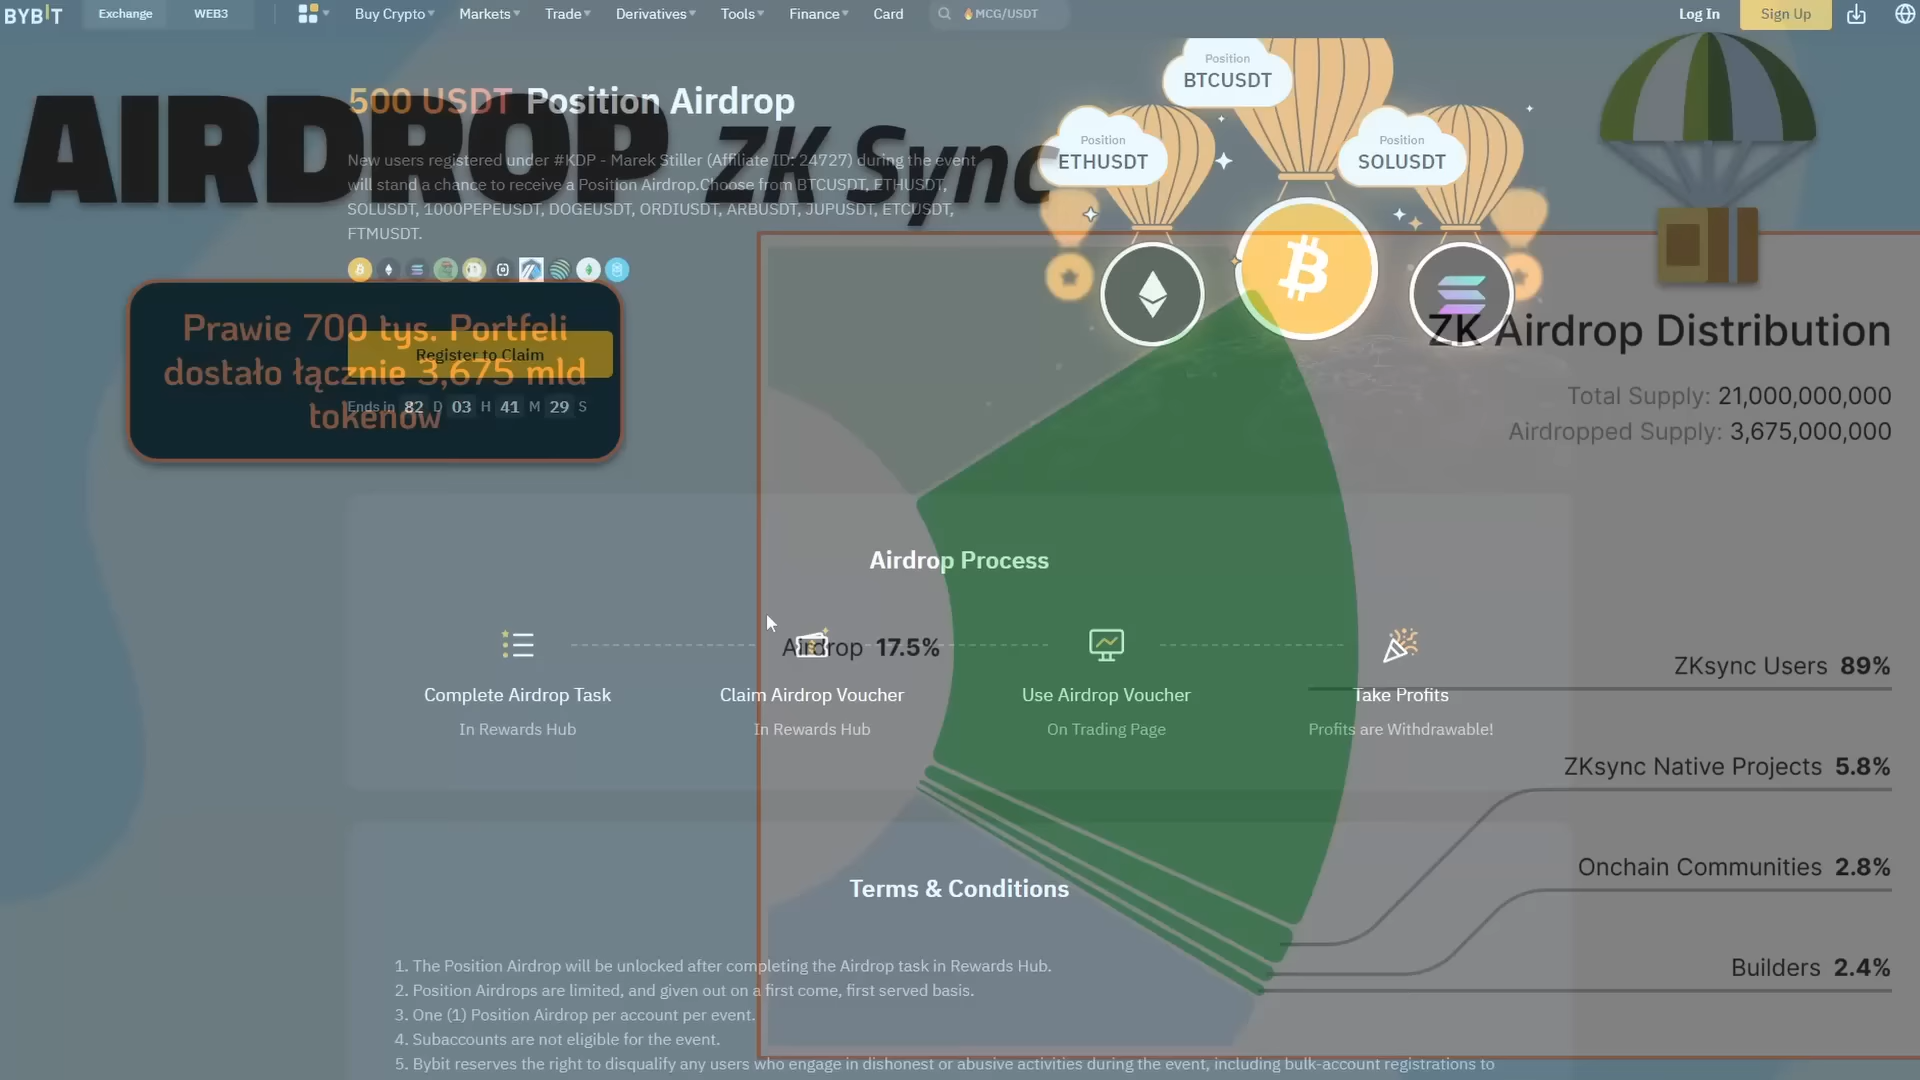 BYBIT
Exchange
WEB3
Buy Crypto
Markets
Trade
Derivatives
Tools
Finance
Card
MCG/USDT
Log In
Sign Up
AIRDROP ZK Sync
500 USDT Position Airdrop
New users registered under #KDP - Marek Stiller (Affiliate ID: 24727) during the event
will stand a chance to receive a Position Airdrop.Choose from BTCUSDT, ETHUSDT,
SOLUSDT, 1000PEPEUSDT, DOGEUSDT, ORDIUSDT, ARBUSDT, JUPUSDT, ETCUSDT,
FTMUSDT.
Position
BTCUSDT
Position
ETHUSDT
Position
SOLUSDT
Prawie 700 tys. Portfeli
dostało łącznie 3,675 mld
tokenów
Register to Claim
Ends in 82 D 03 H 41 M 29 S
ZK Airdrop Distribution
Total Supply: 21,000,000,000
Airdropped Supply: 3,675,000,000
Airdrop Process
Airdrop 17.5%
Complete Airdrop Task
In Rewards Hub
Claim Airdrop Voucher
In Rewards Hub
Use Airdrop Voucher
On Trading Page
Take Profits
Profits are Withdrawable!
ZKsync Users 89%
ZKsync Native Projects 5.8%
Onchain Communities 2.8%
Builders 2.4%
Terms & Conditions
1. The Position Airdrop will be unlocked after completing the Airdrop task in Rewards Hub.
2. Position Airdrops are limited, and given out on a first come, first served basis.
3. One (1) Position Airdrop per account per event.
4. Subaccounts are not eligible for the event.
5. Bybit reserves the right to disqualify any users who engage in dishonest or abusive activities during the event, including bulk-account registrations to